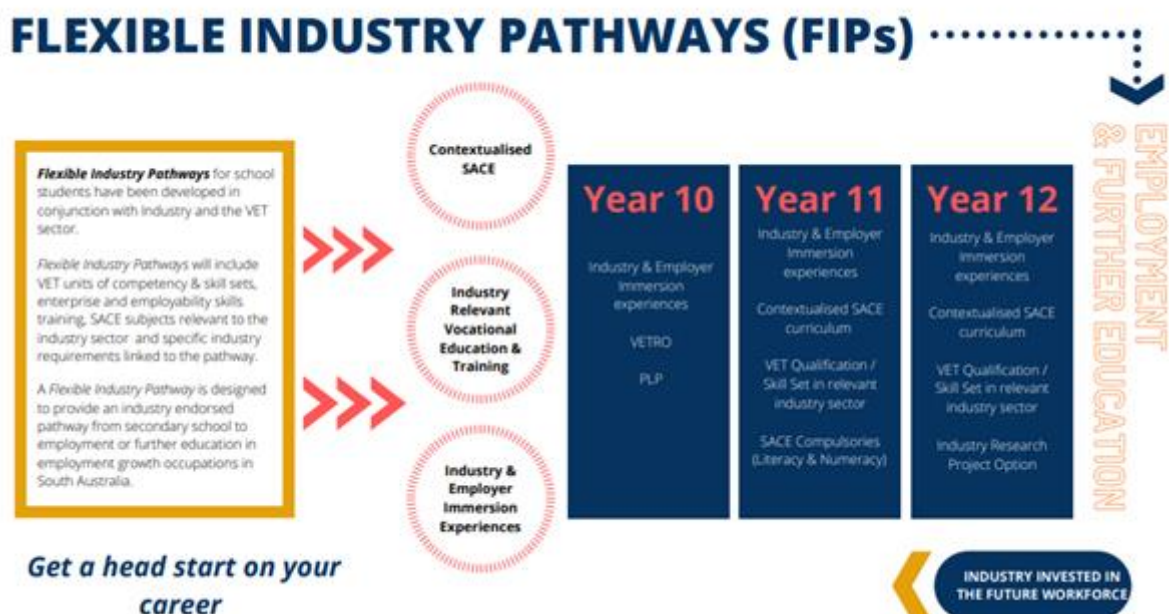 FLEXIBLE INDUSTRY PATHWAYS (FIPs)
Flexible Industry Pathways for school
students have been developed in
conjunction with Industry and the VET
sector.
Flexible Industry Pathways will include
VET units of competency & skill sets,
enterprise and employability skills
training, SACE subjects relevant to the
industry sector and specific industry
requirements linked to the pathway.
A Flexible Industry Pathway is designed
to provide an industry endorsed
pathway from secondary school to
employment or further education in
employment growth occupations in
South Australia.
Contextualised
SACE
Industry
Relevant
Vocational
Education &
Training
Industry &
Employer
Immersion
Experiences
Year 10
Industry & Employer
Immersion
experiences
VETRO
PLP
Year 11
Industry & Employer
Immersion
experiences
Contextualised SACE
curriculum
VET Qualification /
Skill Set in relevant
industry sector
SACE Compulsories
(Literacy & Numeracy)
Year 12
Industry & Employer
Immersion
experiences
Contextualised SACE
curriculum
VET Qualification /
Skill Set in relevant
industry sector
Industry Research
Project Option
EMPLOYMENT
& FURTHER EDUCATION
Get a head start on your
career
INDUSTRY INVESTED IN
THE FUTURE WORKFORCE